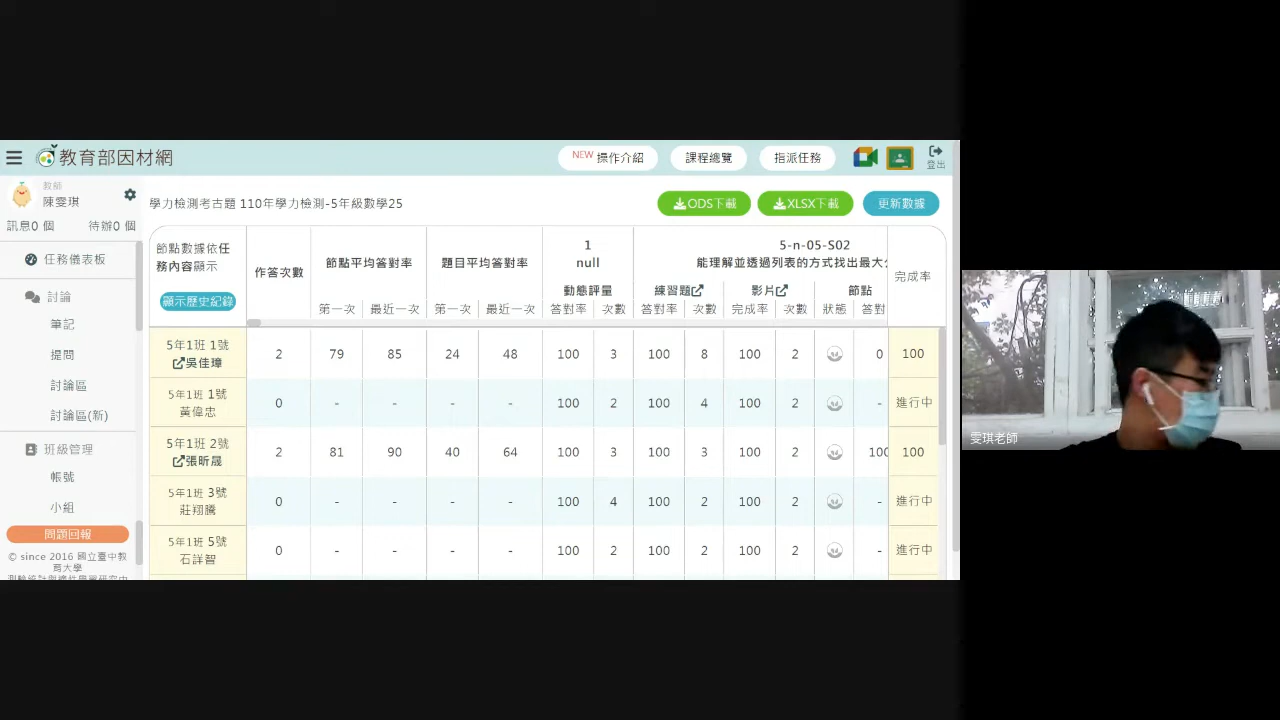 教育部因材網
NEW 操作介紹
課程總覽
指派任務
登出
教師
陳雯琪
訊息0 個
待辦0 個
任務儀表板
討論
筆記
提問
討論區
討論區(新)
班級管理
帳號
小組
問題回報
© since 2016 國立臺中教
育大學
學力檢測考古題 110年學力檢測-5年級數學25
ODS下載
XLSX下載
更新數據
節點數據依任
務內容顯示
顯示歷史紀錄
作答次數
節點平均答對率
題目平均答對率
1
null
5-n-05-S02
能理解並透過列表的方式找出最大
完成率
動態評量
練習題
影片
節點
第一次 最近一次 第一次 最近一次 答對率 次數 答對率 次數 完成率 次數 狀態 答對
5年1班 1號
吳佳璋
2 79 85 24 48 100 3 100 8 100 2 0 100
5年1班 1號
黃偉忠
0 - - - - 100 2 100 4 100 2 - 進行中
5年1班 2號
張昕晟
2 81 90 40 64 100 3 100 3 100 2 100 100
5年1班 3號
莊翔騰
0 - - - - 100 4 100 2 100 2 - 進行中
5年1班 5號
石詳智
0 - - - - 100 2 100 2 100 2 - 進行中
雯琪老師